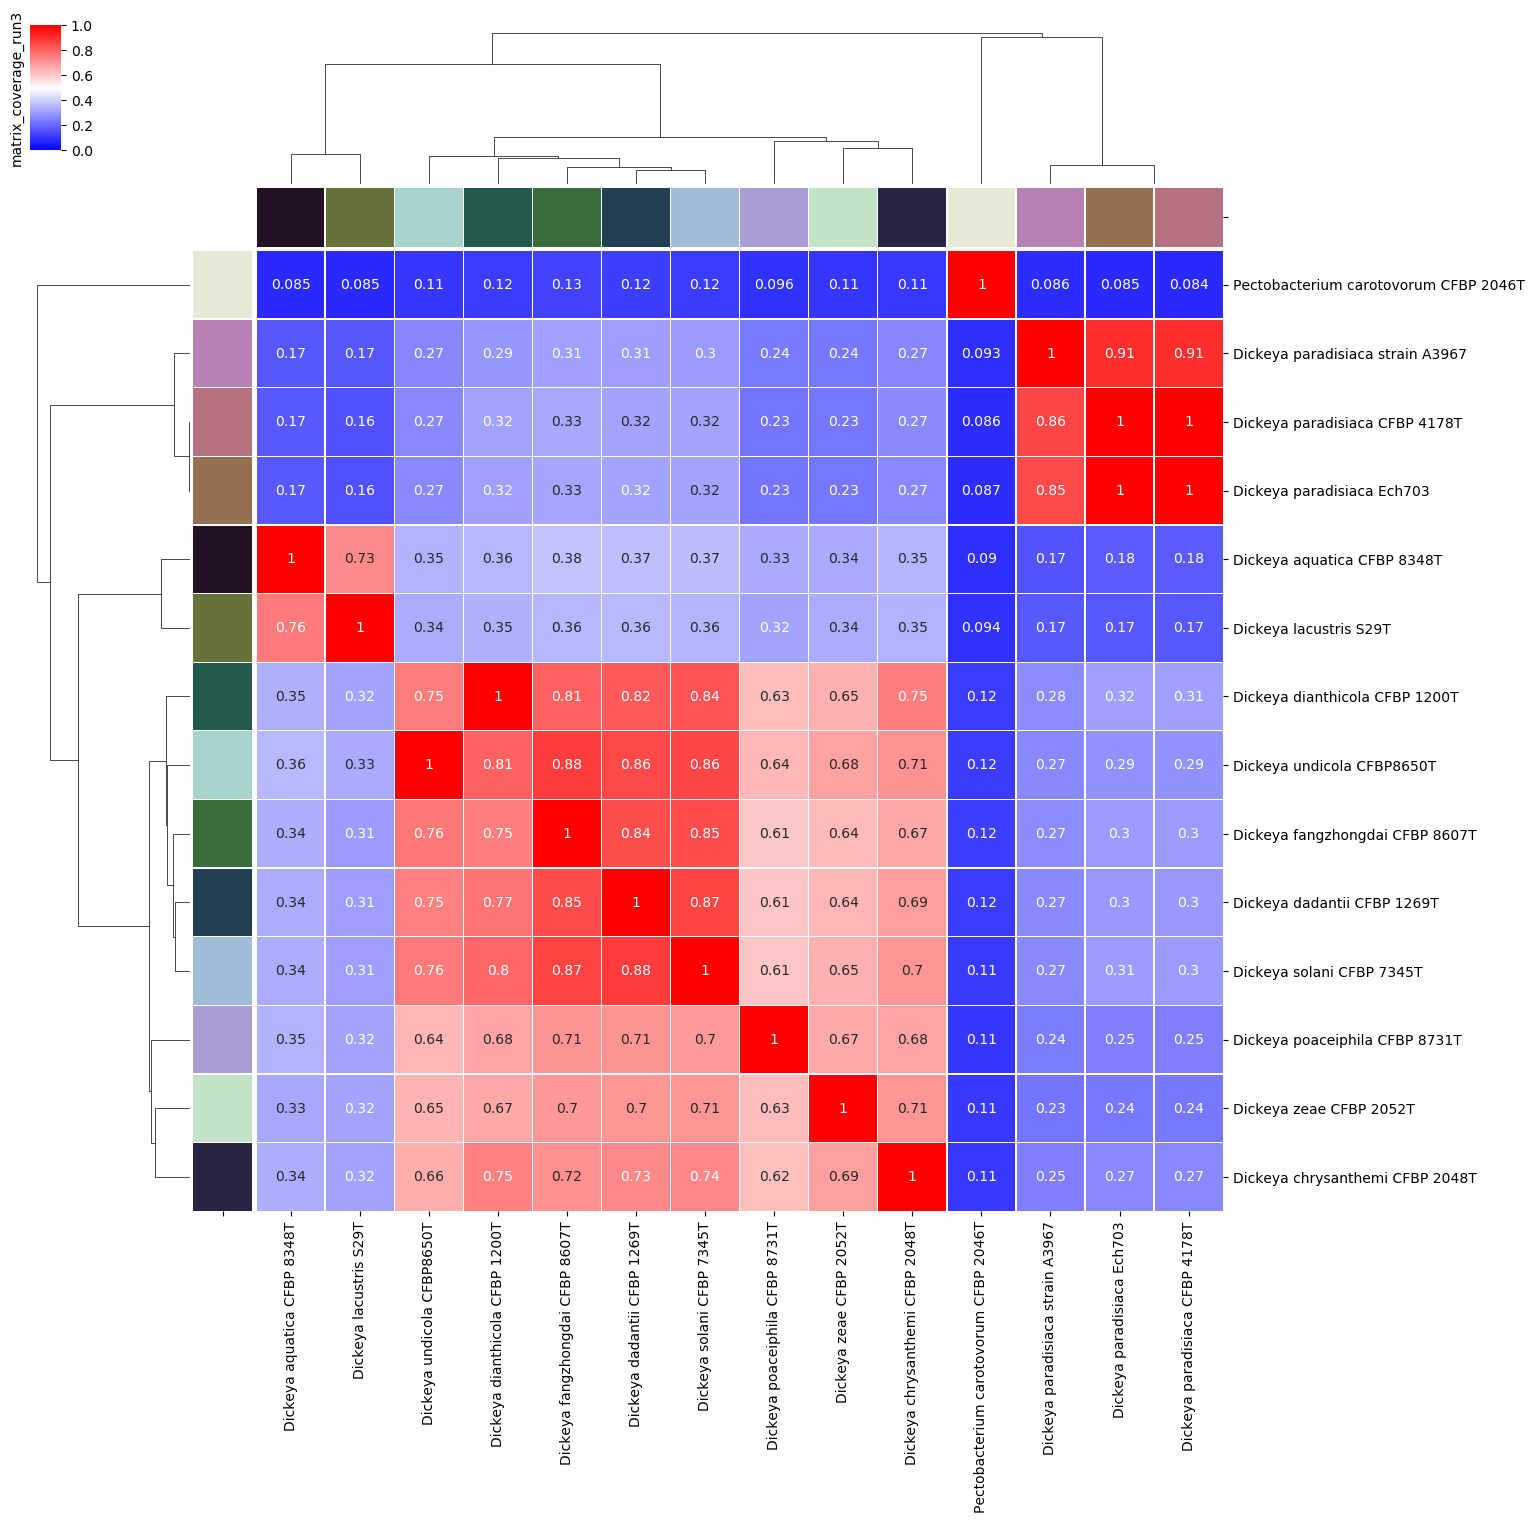 matrix_coverage_run3
1.0
0.8
0.6
0.4
0.2
0.0
0.085 0.085 0.11 0.12 0.13 0.12 0.12 0.096 0.11 0.11 1 0.086 0.085 0.084 Pectobacterium carotovorum CFBP 2046T
0.17 0.17 0.27 0.29 0.31 0.31 0.3 0.24 0.24 0.27 0.093 1 0.91 0.91 Dickeya paradisiaca strain A3967
0.17 0.16 0.27 0.32 0.33 0.32 0.32 0.23 0.23 0.27 0.086 0.86 1 1 Dickeya paradisiaca CFBP 4178T
0.17 0.16 0.27 0.32 0.33 0.32 0.32 0.23 0.23 0.27 0.087 0.85 1 1 Dickeya paradisiaca Ech703
1 0.73 0.35 0.36 0.38 0.37 0.37 0.33 0.34 0.35 0.09 0.17 0.18 0.18 Dickeya aquatica CFBP 8348T
0.76 1 0.34 0.35 0.36 0.36 0.36 0.32 0.34 0.35 0.094 0.17 0.17 0.17 Dickeya lacustris S29T
0.35 0.32 0.75 1 0.81 0.82 0.84 0.63 0.65 0.75 0.12 0.28 0.32 0.31 Dickeya dianthicola CFBP 1200T
0.36 0.33 1 0.81 0.88 0.86 0.86 0.64 0.68 0.71 0.12 0.27 0.29 0.29 Dickeya undicola CFBP8650T
0.34 0.31 0.76 0.75 1 0.84 0.85 0.61 0.64 0.67 0.12 0.27 0.3 0.3 Dickeya fangzhongdai CFBP 8607T
0.34 0.31 0.75 0.77 0.85 1 0.87 0.61 0.64 0.69 0.12 0.27 0.3 0.3 Dickeya dadantii CFBP 1269T
0.34 0.31 0.76 0.8 0.87 0.88 1 0.61 0.65 0.7 0.11 0.27 0.31 0.3 Dickeya solani CFBP 7345T
0.35 0.32 0.64 0.68 0.71 0.71 0.7 1 0.67 0.68 0.11 0.24 0.25 0.25 Dickeya poaceiphila CFBP 8731T
0.33 0.32 0.65 0.67 0.7 0.7 0.71 0.63 1 0.71 0.11 0.23 0.24 0.24 Dickeya zeae CFBP 2052T
0.34 0.32 0.66 0.75 0.72 0.73 0.74 0.62 0.69 1 0.11 0.25 0.27 0.27 Dickeya chrysanthemi CFBP 2048T
Dickeya aquatica CFBP 8348T
Dickeya lacustris S29T
Dickeya undicola CFBP8650T
Dickeya dianthicola CFBP 1200T
Dickeya fangzhongdai CFBP 8607T
Dickeya dadantii CFBP 1269T
Dickeya solani CFBP 7345T
Dickeya poaceiphila CFBP 8731T
Dickeya zeae CFBP 2052T
Dickeya chrysanthemi CFBP 2048T
Pectobacterium carotovorum CFBP 2046T
Dickeya paradisiaca strain A3967
Dickeya paradisiaca Ech703
Dickeya paradisiaca CFBP 4178T